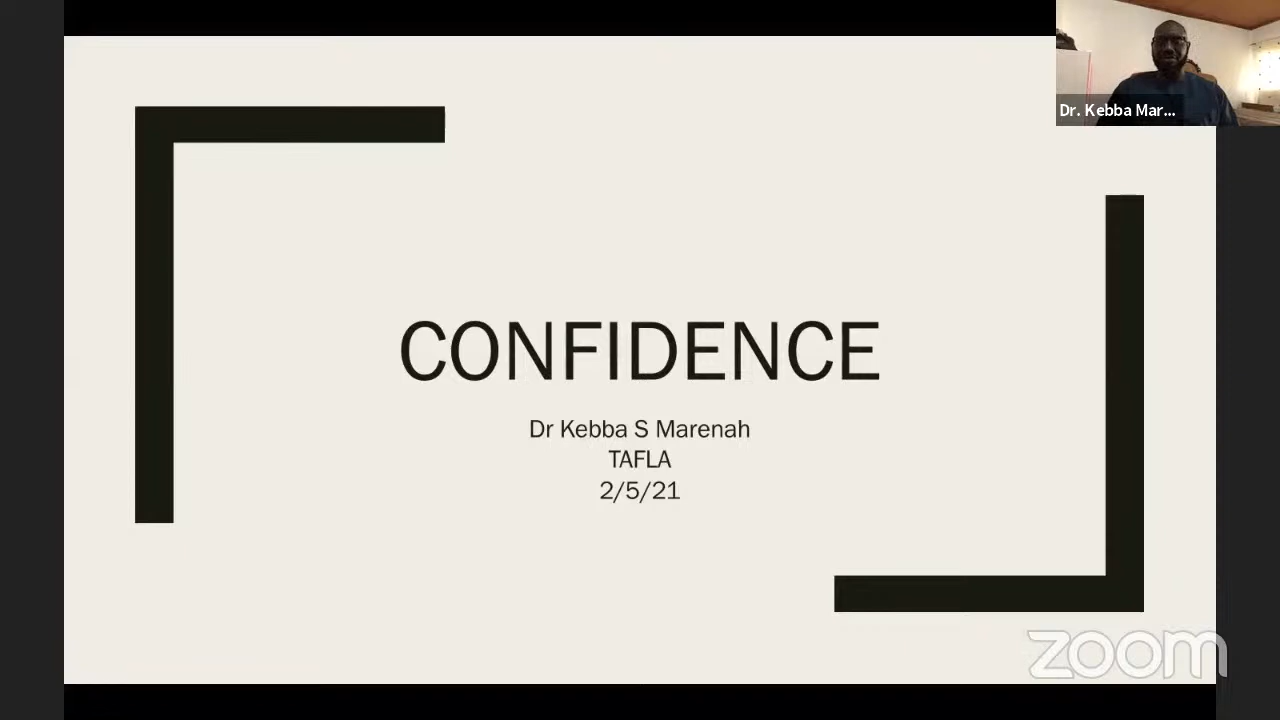 Dr. Kebba Mar...
CONFIDENCE
Dr Kebba S Marenah
TAFLA
2/5/21
zoom